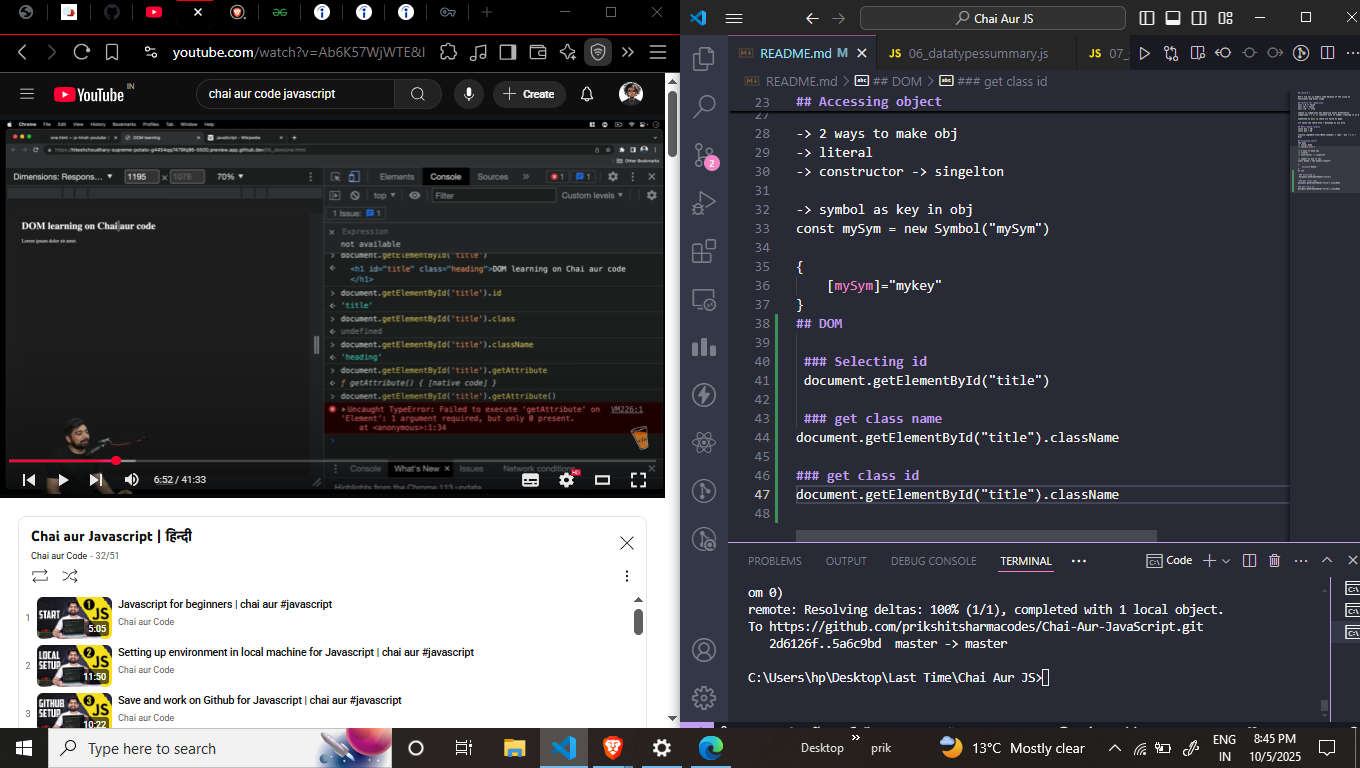 youtube.com/watch?v=Ab6K57WjWTE&l
YouTube IN
chai aur code javascript
Create
Chrome File Edit View History Bookmarks Profiles Tab Window Help
DOM learning
JavaScript - Wikipedia
Other Bookmarks
Dimensions: Respons... 1195 × 1078 70%
Elements Console Sources »
top Filter Custom levels
1 Issue: 1
Expression
not available
document.getElementById('title')
<h1 id="title" class="heading">DOM learning on Chai aur code
</h1>
document.getElementById('title').id
'title'
document.getElementById('title').class
undefined
document.getElementById('title').className
'heading'
document.getElementById('title').getAttribute
ƒ getAttribute() { [native code] }
document.getElementById('title').getAttribute()
Uncaught TypeError: Failed to execute 'getAttribute' on VM226:1
'Element': 1 argument required, but only 0 present.
at <anonymous>:1:34
Console What's New × Issues Network conditions
Highlights from the Chrome 113 update
DOM learning on Chai aur code
Lorem ipsum dolor sit amet.
6:52 / 41:33
HD
Chai aur Javascript | हिन्दी
Chai aur Code - 32/51
1
START JS 5:05
Javascript for beginners | chai aur #javascript
Chai aur Code
2
LOCAL SETUP JS 11:50
Setting up environment in local machine for Javascript | chai aur #javascript
Chai aur Code
3
GITHUB SETUP JS 10:22
Save and work on Github for Javascript | chai aur #javascript
Chai aur Code
Chai Aur JS
README.md M
JS 06_datatypessummary.js
JS 07_
README.md > ## DOM > ### get class id
23 ## Accessing object
27
28 -> 2 ways to make obj
29 -> literal
30 -> constructor -> singelton
31
32 -> symbol as key in obj
33 const mySym = new Symbol("mySym")
34
35 {
36 [mySym]="mykey"
37 }
38 ## DOM
39
40 ### Selecting id
41 document.getElementById("title")
42
43 ### get class name
44 document.getElementById("title").className
45
46 ### get class id
47 document.getElementById("title").className
48
2
PROBLEMS OUTPUT DEBUG CONSOLE TERMINAL ...
Code
om 0)
remote: Resolving deltas: 100% (1/1), completed with 1 local object.
To https://github.com/prikshitsharmacodes/Chai-Aur-JavaScript.git
2d6126f..5a6c9bd master -> master
C:\Users\hp\Desktop\Last Time\Chai Aur JS>
Type here to search
Desktop » prik
13°C Mostly clear
ENG
IN
8:45 PM
10/5/2025